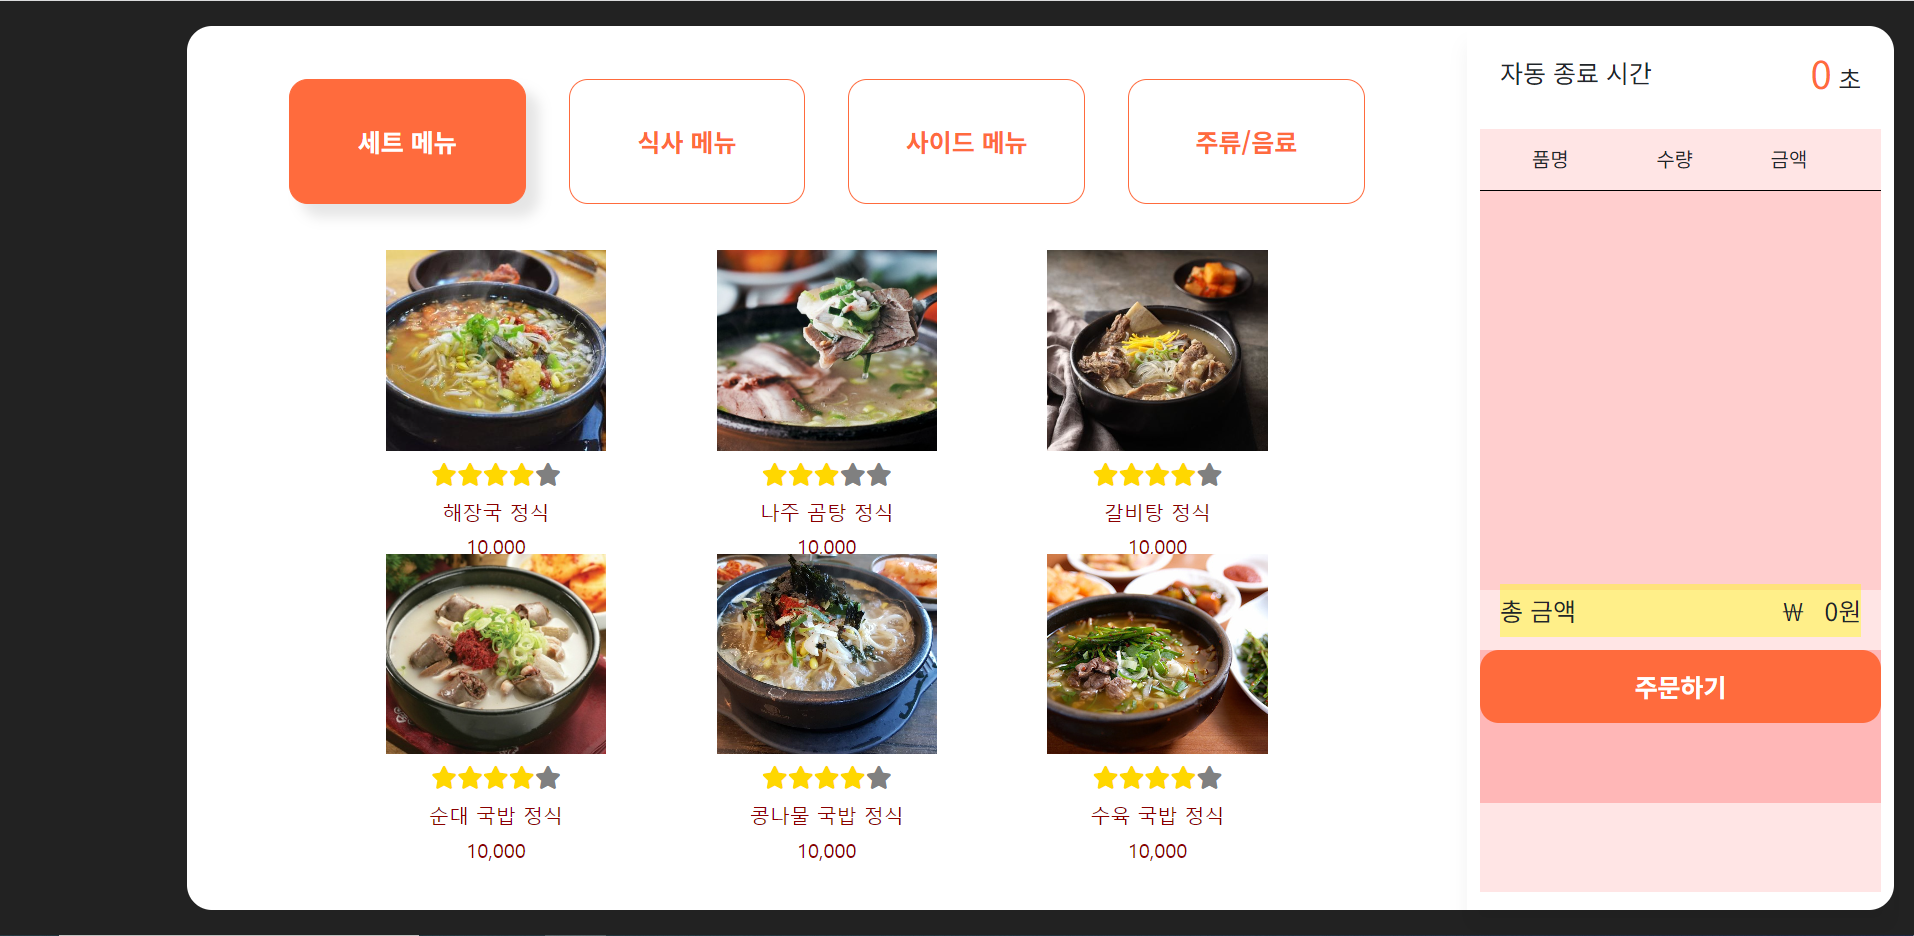 세트 메뉴
식사 메뉴
사이드 메뉴
주류/음료
해장국 정식
10,000
나주 곰탕 정식
10,000
갈비탕 정식
10,000
순대 국밥 정식
10,000
콩나물 국밥 정식
10,000
수육 국밥 정식
10,000
자동 종료 시간 0 초
품명 수량 금액
총 금액 ₩ 0원
주문하기